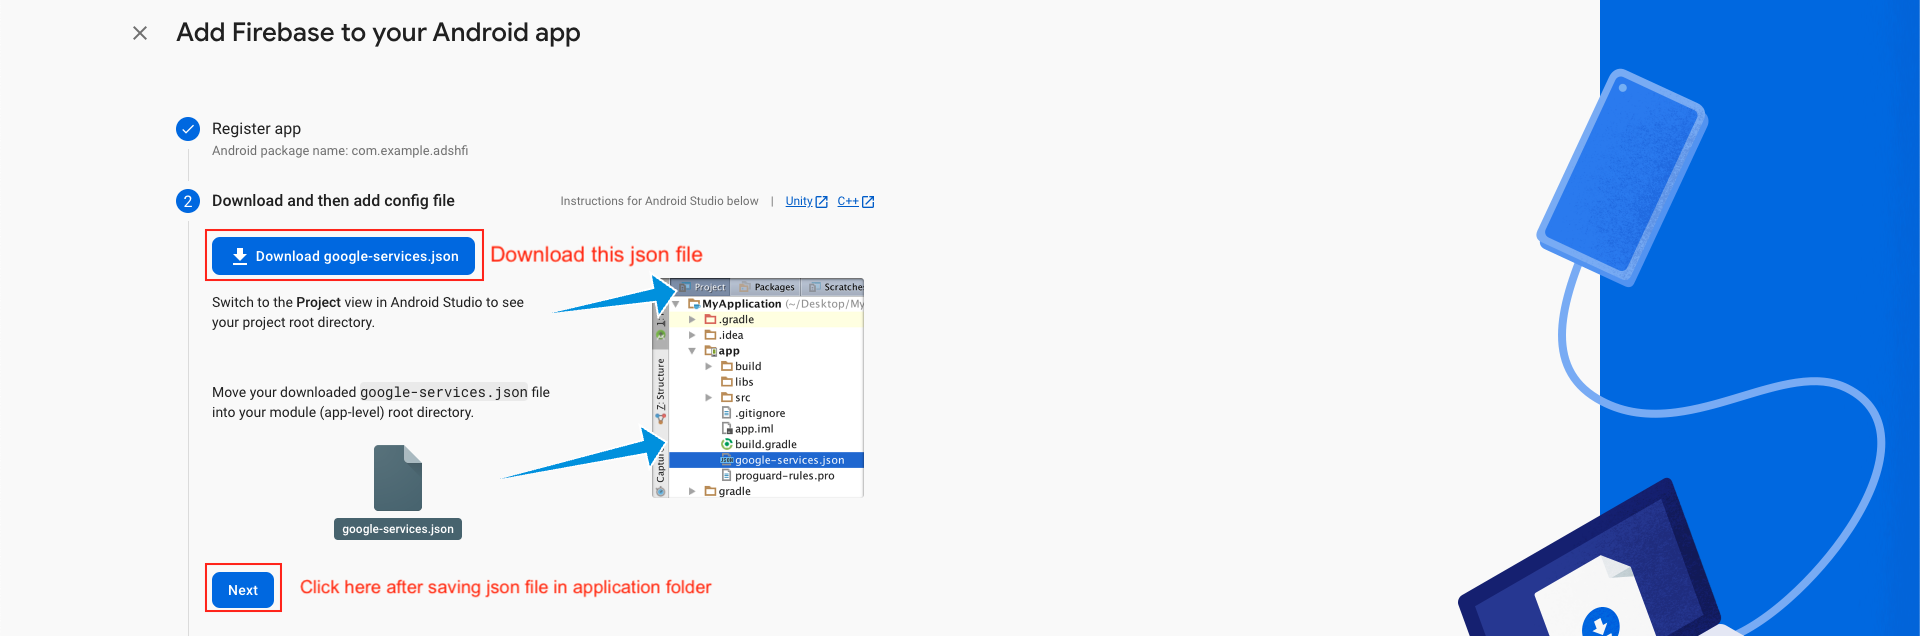 Add Firebase to your Android app
Register app
Android package name: com.example.adshfi
2 Download and then add config file
Instructions for Android Studio below | Unity C++
Download google-services.json
Download this json file
Switch to the Project view in Android Studio to see
your project root directory.
Move your downloaded google-services.json file
into your module (app-level) root directory.
google-services.json
Project Packages Scratches
MyApplication (~/Desktop/My
.gradle
.idea
app
build
libs
src
.gitignore
app.iml
build.gradle
google-services.json
proguard-rules.pro
gradle
Z: Structure
Captu
Next
Click here after saving json file in application folder